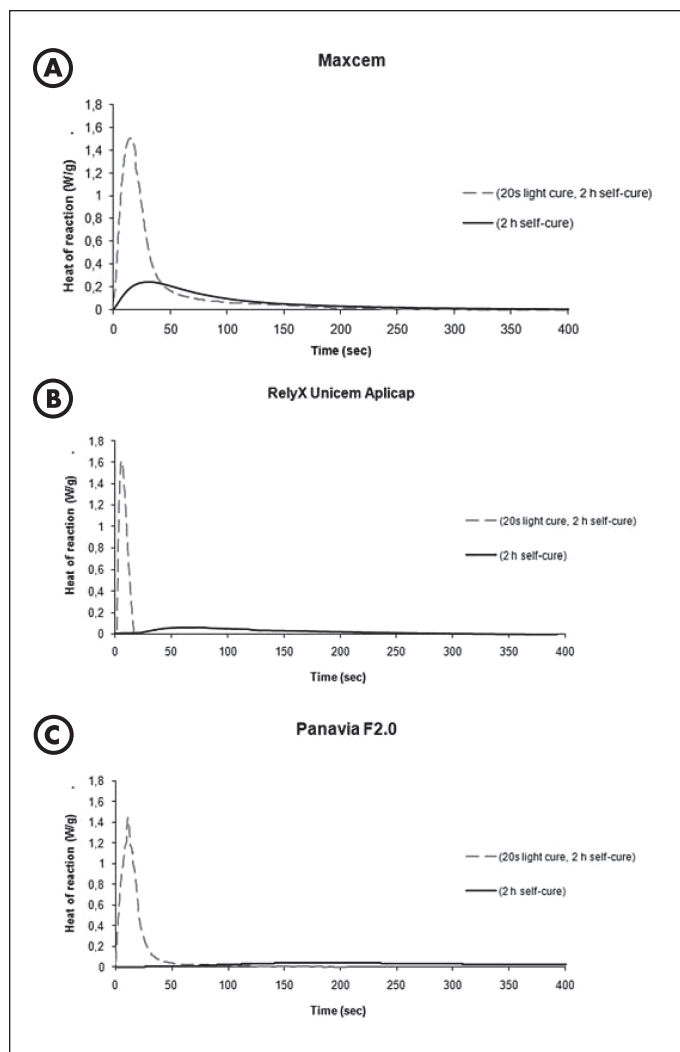 A
Maxcem
Heat of reaction (W/g)
1,8
1,6
1,4
1,2
1
0,8
0,6
0,4
0,2
0
0 50 100 150 200 250 300 350 400
Time (sec)
(20s light cure, 2 h self-cure)
(2 h self-cure)
B
RelyX Unicem Aplicap
Heat of reaction (W/g)
1,8
1,6
1,4
1,2
1
0,8
0,6
0,4
0,2
0
0 50 100 150 200 250 300 350 400
Time (sec)
(20s light cure, 2 h self-cure)
(2 h self-cure)
C
Panavia F2.0
Heat of reaction (W/g)
1,8
1,6
1,4
1,2
1
0,8
0,6
0,4
0,2
0
0 50 100 150 200 250 300 350 400
Time (sec)
(20s light cure, 2 h self-cure)
(2 h self-cure)